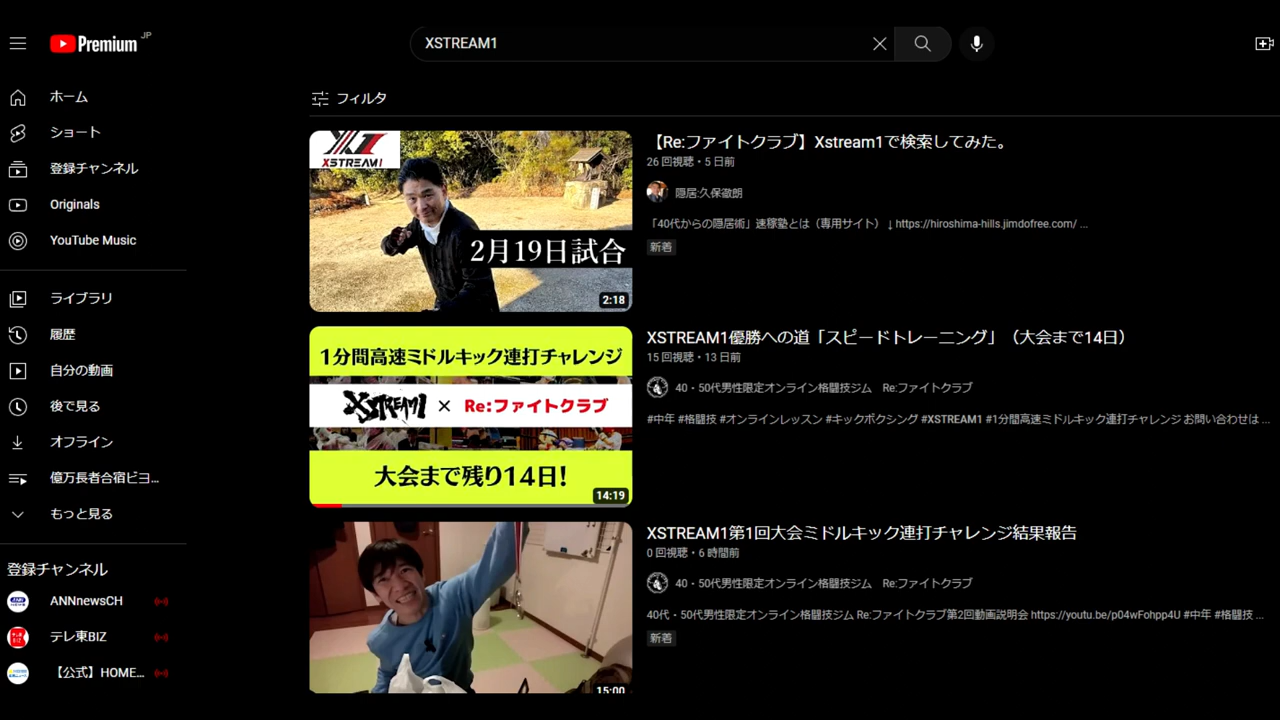 Premium JP
XSTREAM1
ホーム
ショート
登録チャンネル
Originals
YouTube Music
ライブラリ
履歴
自分の動画
後で見る
オフライン
億万長者合宿ビヨ...
もっと見る
登録チャンネル
ANNnewsCH
テレ東BIZ
【公式】HOME...
フィルタ
X1
XSTREAM1
2月19日試合
2:18
【Re:ファイトクラブ】Xstream1で検索してみた。
26 回視聴・5 日前
隠居:久保徹朗
「40代からの隠居術」速稼塾とは（専用サイト）↓https://hiroshima-hills.jimdofree.com/ ...
新着
1分間高速ミドルキック連打チャレンジ
XSTREAM1 × Re:ファイトクラブ
大会まで残り14日!
14:19
XSTREAM1優勝への道「スピードトレーニング」（大会まで14日）
15 回視聴・13 日前
40・50代男性限定オンライン格闘技ジム　Re:ファイトクラブ
#中年 #格闘技 #オンラインレッスン #キックボクシング #XSTREAM1 #1分間高速ミドルキック連打チャレンジ お問い合わせは ...
15:00
XSTREAM1第1回大会ミドルキック連打チャレンジ結果報告
0 回視聴・6 時間前
40・50代男性限定オンライン格闘技ジム　Re:ファイトクラブ
40代・50代男性限定オンライン格闘技ジム Re:ファイトクラブ第2回動画説明会 https://youtu.be/p04wFohpp4U #中年 #格闘技 ...
新着